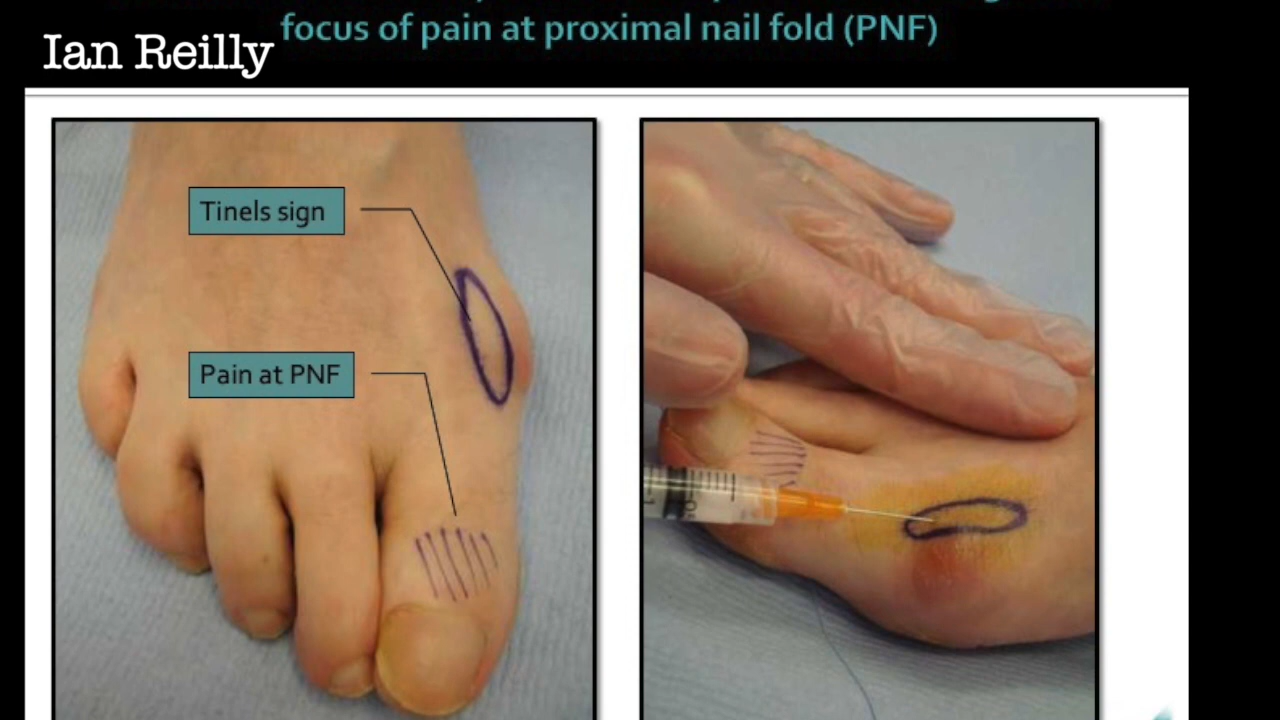 focus of pain at proximal nail fold (PNF)
Ian Reilly
Tinels sign
Pain at PNF